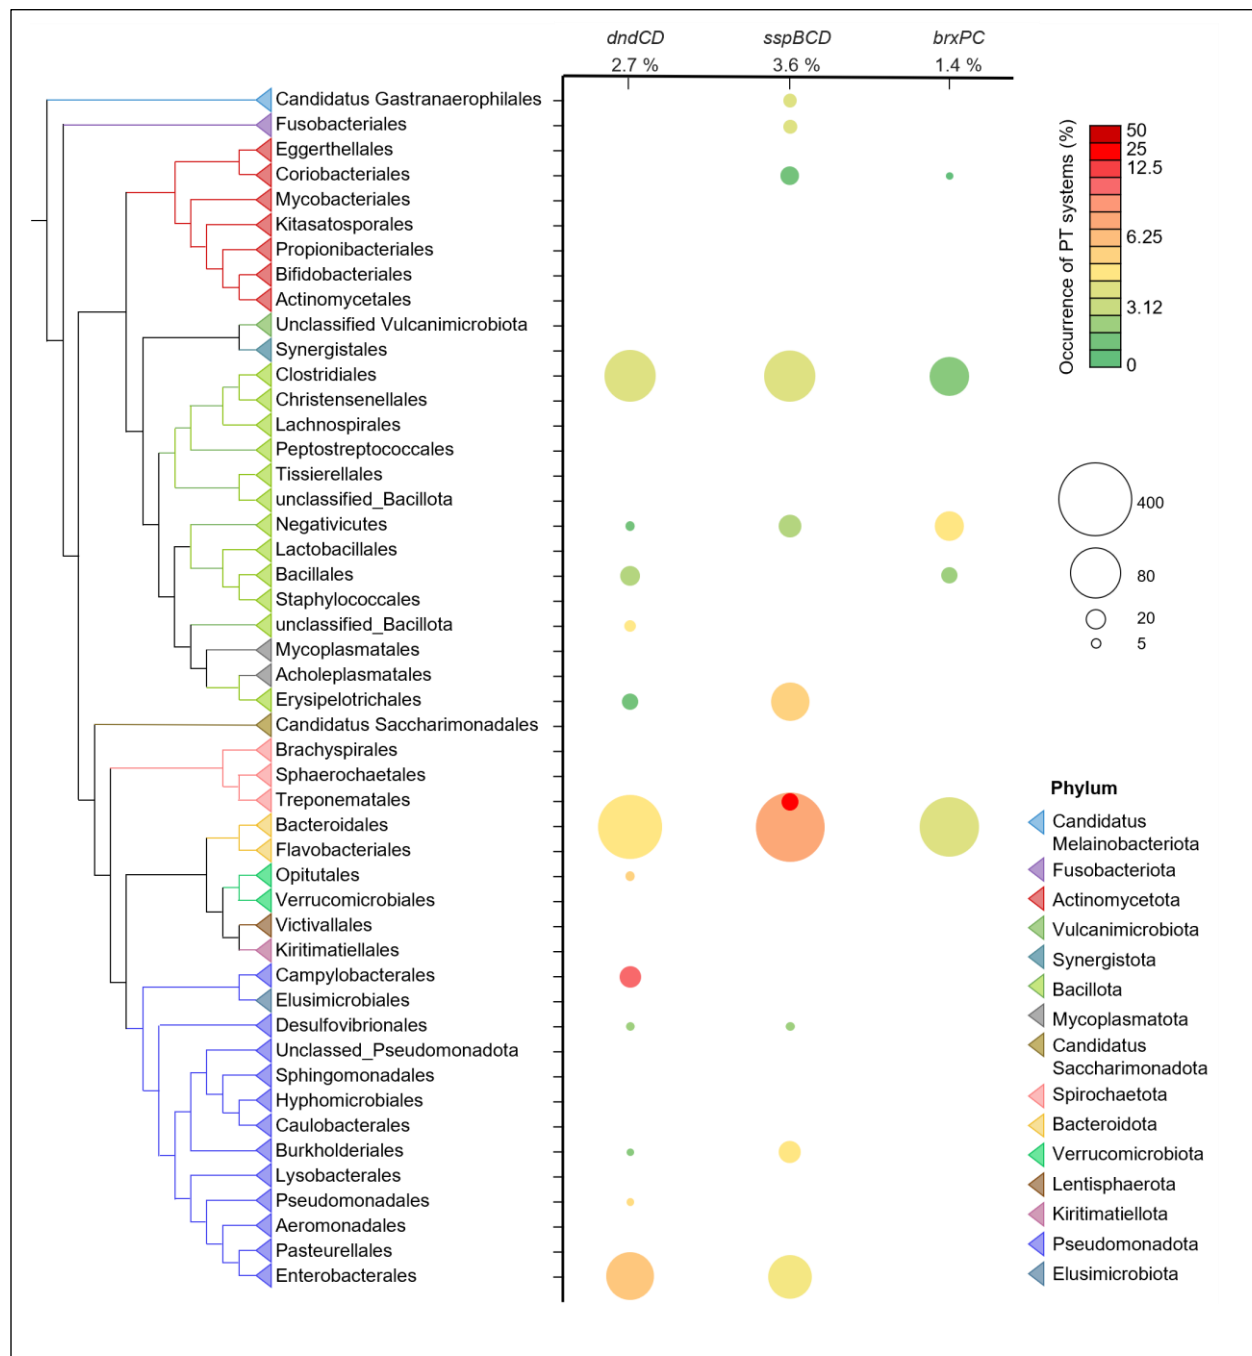 dndCD sspBCD brxPC
2.7 % 3.6 % 1.4 %
Candidatus Gastranaerophilales
Fusobacteriales
Eggerthellales
Coriobacteriales
Mycobacteriales
Kitasatosporales
Propionibacteriales
Bifidobacteriales
Actinomycetales
Unclassified Vulcanimicrobiota
Synergistales
Clostridiales
Christensenellales
Lachnospirales
Peptostreptococcales
Tissierellales
unclassified_Bacillota
Negativicutes
Lactobacillales
Bacillales
Staphylococcales
unclassified_Bacillota
Mycoplasmatales
Acholeplasmatales
Erysipelotrichales
Candidatus Saccharimonadales
Brachyspirales
Sphaerochaetales
Treponematales
Bacteroidales
Flavobacteriales
Opitutales
Verrucomicrobiales
Victivallales
Kiritimatiellales
Campylobacterales
Elusimicrobiales
Desulfovibrionales
Unclassed_Pseudomonadota
Sphingomonadales
Hyphomicrobiales
Caulobacterales
Burkholderiales
Lysobacterales
Pseudomonadales
Aeromonadales
Pasteurellales
Enterobacterales
Occurrence of PT systems (%)
50
25
12.5
6.25
3.12
0
400
80
20
5
Phylum
Candidatus
Melainobacteriota
Fusobacteriota
Actinomycetota
Vulcanimicrobiota
Synergistota
Bacillota
Mycoplasmatota
Candidatus
Saccharimonadota
Spirochaetota
Bacteroidota
Verrucomicrobiota
Lentisphaerota
Kiritimatiellota
Pseudomonadota
Elusimicrobiota